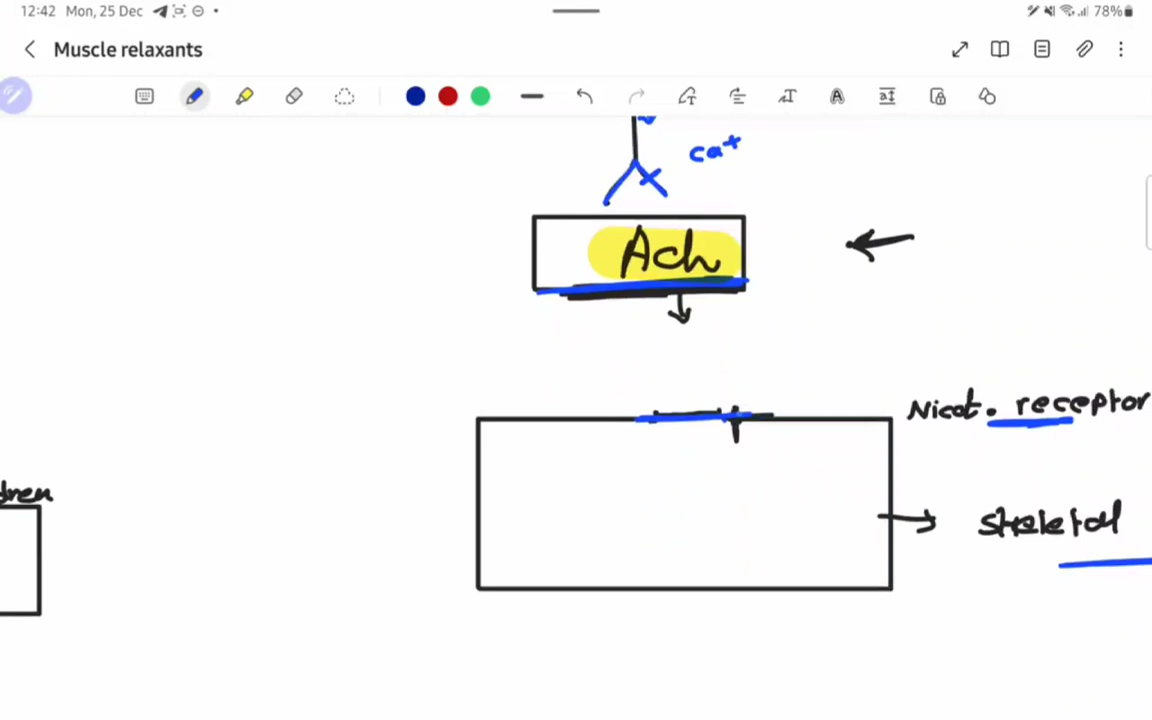 12:42 Mon, 25 Dec
78%
Muscle relaxants
ca+
Ach
Nicot. receptor
dren
skeletal